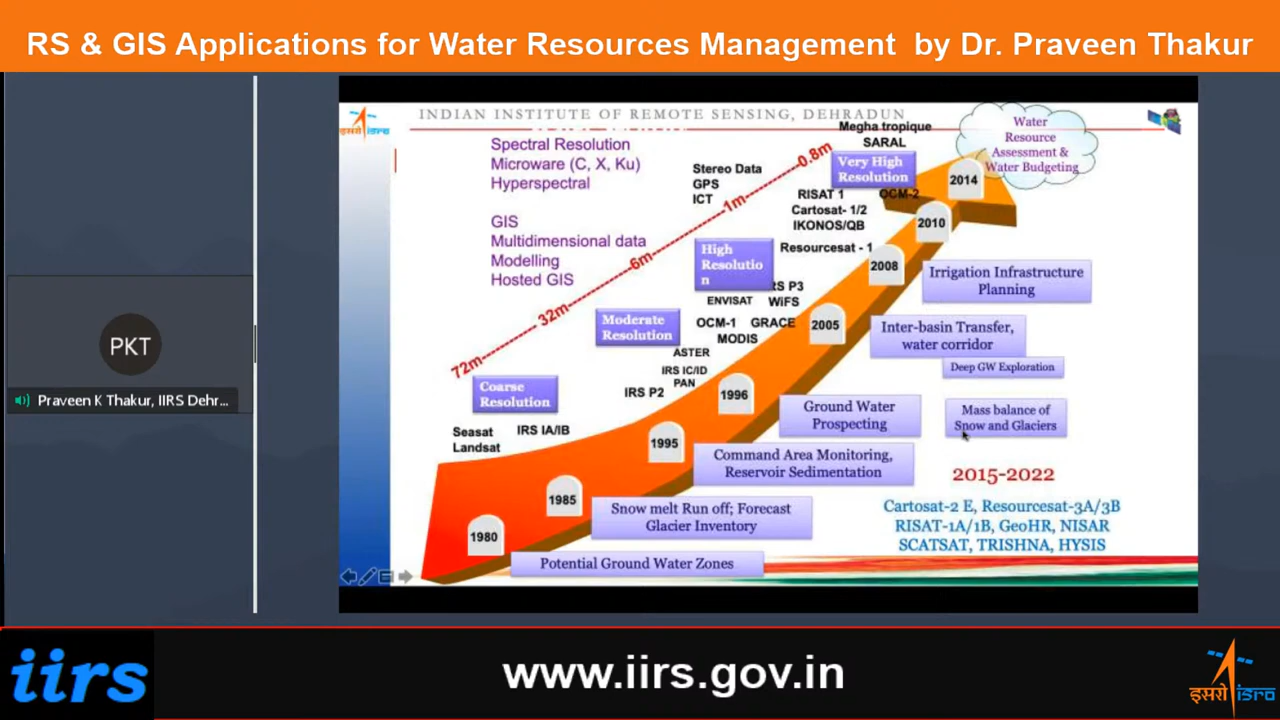 RS & GIS Applications for Water Resources Management by Dr. Praveen Thakur
INDIAN INSTITUTE OF REMOTE SENSING, DEHRADUN
इसरो isro
Spectral Resolution
Microware (C, X, Ku)
Hyperspectral
GIS
Multidimensional data
Modelling
Hosted GIS
72m
32m
6m
1m
0.8m
Stereo Data
GPS
ICT
Megha tropique
SARAL
Very High
Resolution
Water
Resource
Assessment &
Water Budgeting
RISAT 1
OCM-2
Cartosat- 1/2
IKONOS/QB
Resourcesat - 1
High
Resolutio
n
RS P3
WiFS
ENVISAT
OCM-1
GRACE
MODIS
Moderate
Resolution
ASTER
IRS IC/ID
PAN
IRS P2
Coarse
Resolution
Seasat
Landsat
IRS IA/IB
2014
2010
2008
2005
1996
1995
1985
1980
Irrigation Infrastructure
Planning
Inter-basin Transfer,
water corridor
Deep GW Exploration
Ground Water
Prospecting
Mass balance of
Snow and Glaciers
Command Area Monitoring,
Reservoir Sedimentation
Snow melt Run off; Forecast
Glacier Inventory
Potential Ground Water Zones
2015-2022
Cartosat-2 E, Resourcesat-3A/3B
RISAT-1A/1B, GeoHR, NISAR
SCATSAT, TRISHNA, HYSIS
PKT
Praveen K Thakur, IIRS Dehr...
iirs
www.iirs.gov.in
इसरो isro